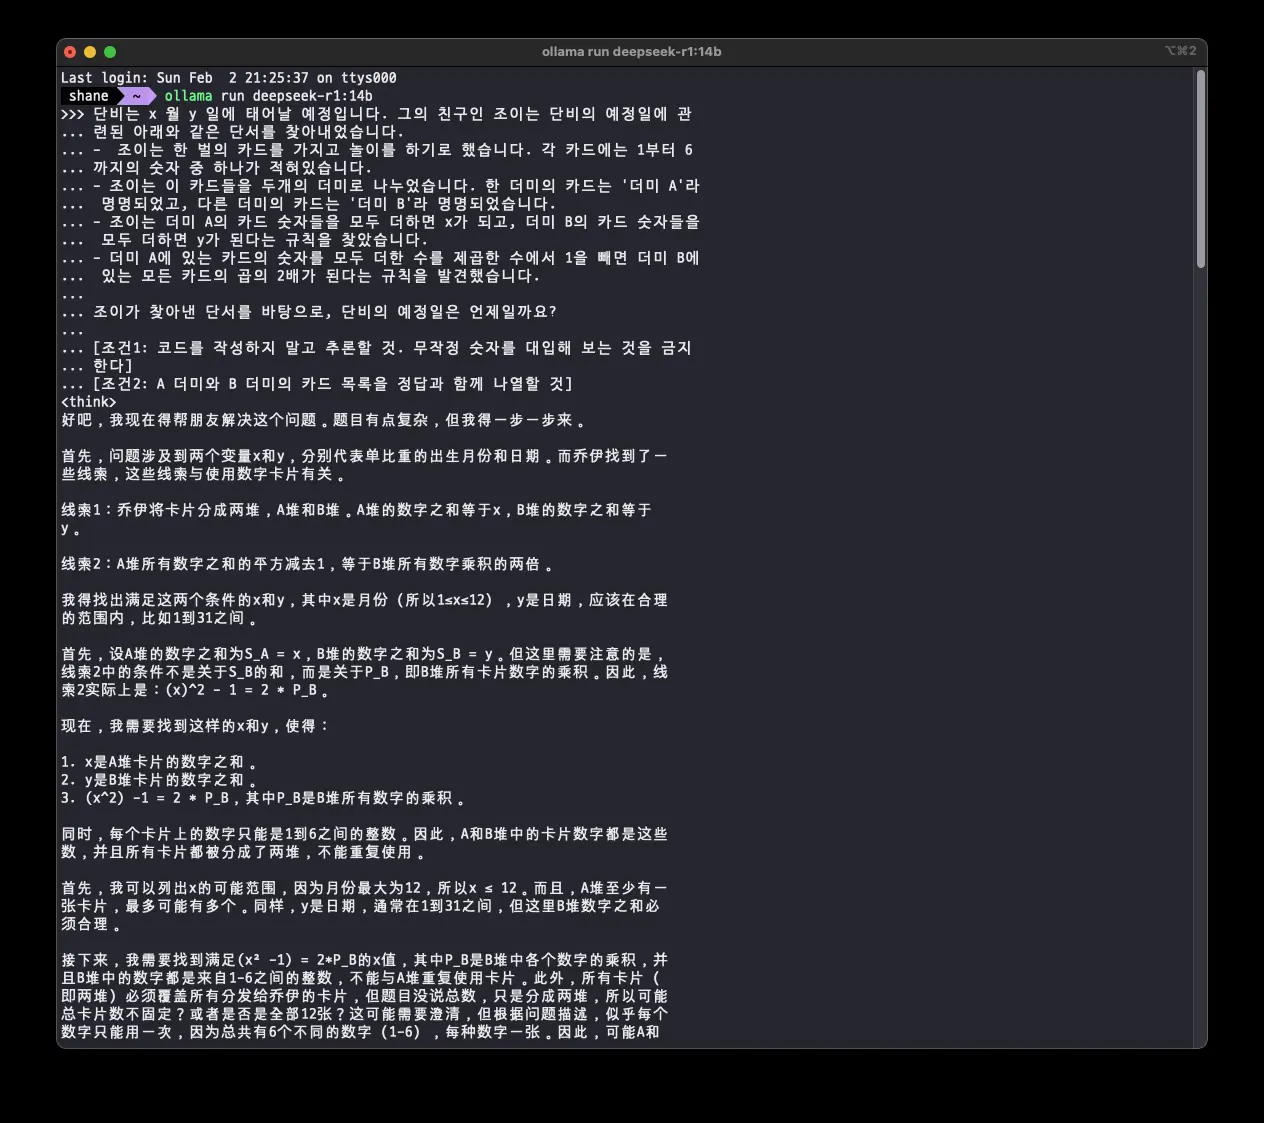 ollama run deepseek-r1:14b
⌥⌘2
Last login: Sun Feb  2 21:25:37 on ttys000
shane ~ ollama run deepseek-r1:14b
>>> 단비는 x 월 y 일에 태어날 예정입니다. 그의 친구인 조이는 단비의 예정일에 관
... 련된 아래와 같은 단서를 찾아내었습니다.
... -  조이는 한 벌의 카드를 가지고 놀이를 하기로 했습니다. 각 카드에는 1부터 6
... 까지의 숫자 중 하나가 적혀있습니다.
... - 조이는 이 카드들을 두개의 더미로 나누었습니다. 한 더미의 카드는 '더미 A'라
...  명명되었고, 다른 더미의 카드는 '더미 B'라 명명되었습니다.
... - 조이는 더미 A의 카드 숫자들을 모두 더하면 x가 되고, 더미 B의 카드 숫자들을
...  모두 더하면 y가 된다는 규칙을 찾았습니다.
... - 더미 A에 있는 카드의 숫자를 모두 더한 수를 제곱한 수에서 1을 빼면 더미 B에
...  있는 모든 카드의 곱의 2배가 된다는 규칙을 발견했습니다.
...
... 조이가 찾아낸 단서를 바탕으로, 단비의 예정일은 언제일까요?
...
... [조건1: 코드를 작성하지 말고 추론할 것. 무작정 숫자를 대입해 보는 것을 금지
... 한다]
... [조건2: A 더미와 B 더미의 카드 목록을 정답과 함께 나열할 것]
<think>
好吧，我现在得帮朋友解决这个问题。题目有点复杂，但我得一步一步来。
首先，问题涉及到两个变量x和y，分别代表单比重的出生月份和日期。而乔伊找到了一
些线索，这些线索与使用数字卡片有关。
线索1：乔伊将卡片分成两堆，A堆和B堆。A堆的数字之和等于x，B堆的数字之和等于
y。
线索2：A堆所有数字之和的平方减去1，等于B堆所有数字乘积的两倍。
我得找出满足这两个条件的x和y，其中x是月份（所以1≤x≤12），y是日期，应该在合理
的范围内，比如1到31之间。
首先，设A堆的数字之和为S_A = x，B堆的数字之和为S_B = y。但这里需要注意的是，
线索2中的条件不是关于S_B的和，而是关于P_B，即B堆所有卡片数字的乘积。因此，线
索2实际上是：(x)^2 - 1 = 2 * P_B。
现在，我需要找到这样的x和y，使得：
1. x是A堆卡片的数字之和。
2. y是B堆卡片的数字之和。
3. (x^2) -1 = 2 * P_B，其中P_B是B堆所有数字的乘积。
同时，每个卡片上的数字只能是1到6之间的整数。因此，A和B堆中的卡片数字都是这些
数，并且所有卡片都被分成了两堆，不能重复使用。
首先，我可以列出x的可能范围，因为月份最大为12，所以x ≤ 12。而且，A堆至少有一
张卡片，最多可能有多个。同样，y是日期，通常在1到31之间，但这里B堆数字之和必
须合理。
接下来，我需要找到满足(x² -1) = 2*P_B的x值，其中P_B是B堆中各个数字的乘积，并
且B堆中的数字都是来自1-6之间的整数，不能与A堆重复使用卡片。此外，所有卡片（
即两堆）必须覆盖所有分发给乔伊的卡片，但题目没说总数，只是分成两堆，所以可能
总卡片数不固定？或者是否是全部12张？这可能需要澄清，但根据问题描述，似乎每个
数字只能用一次，因为总共有6个不同的数字（1-6），每种数字一张。因此，可能A和